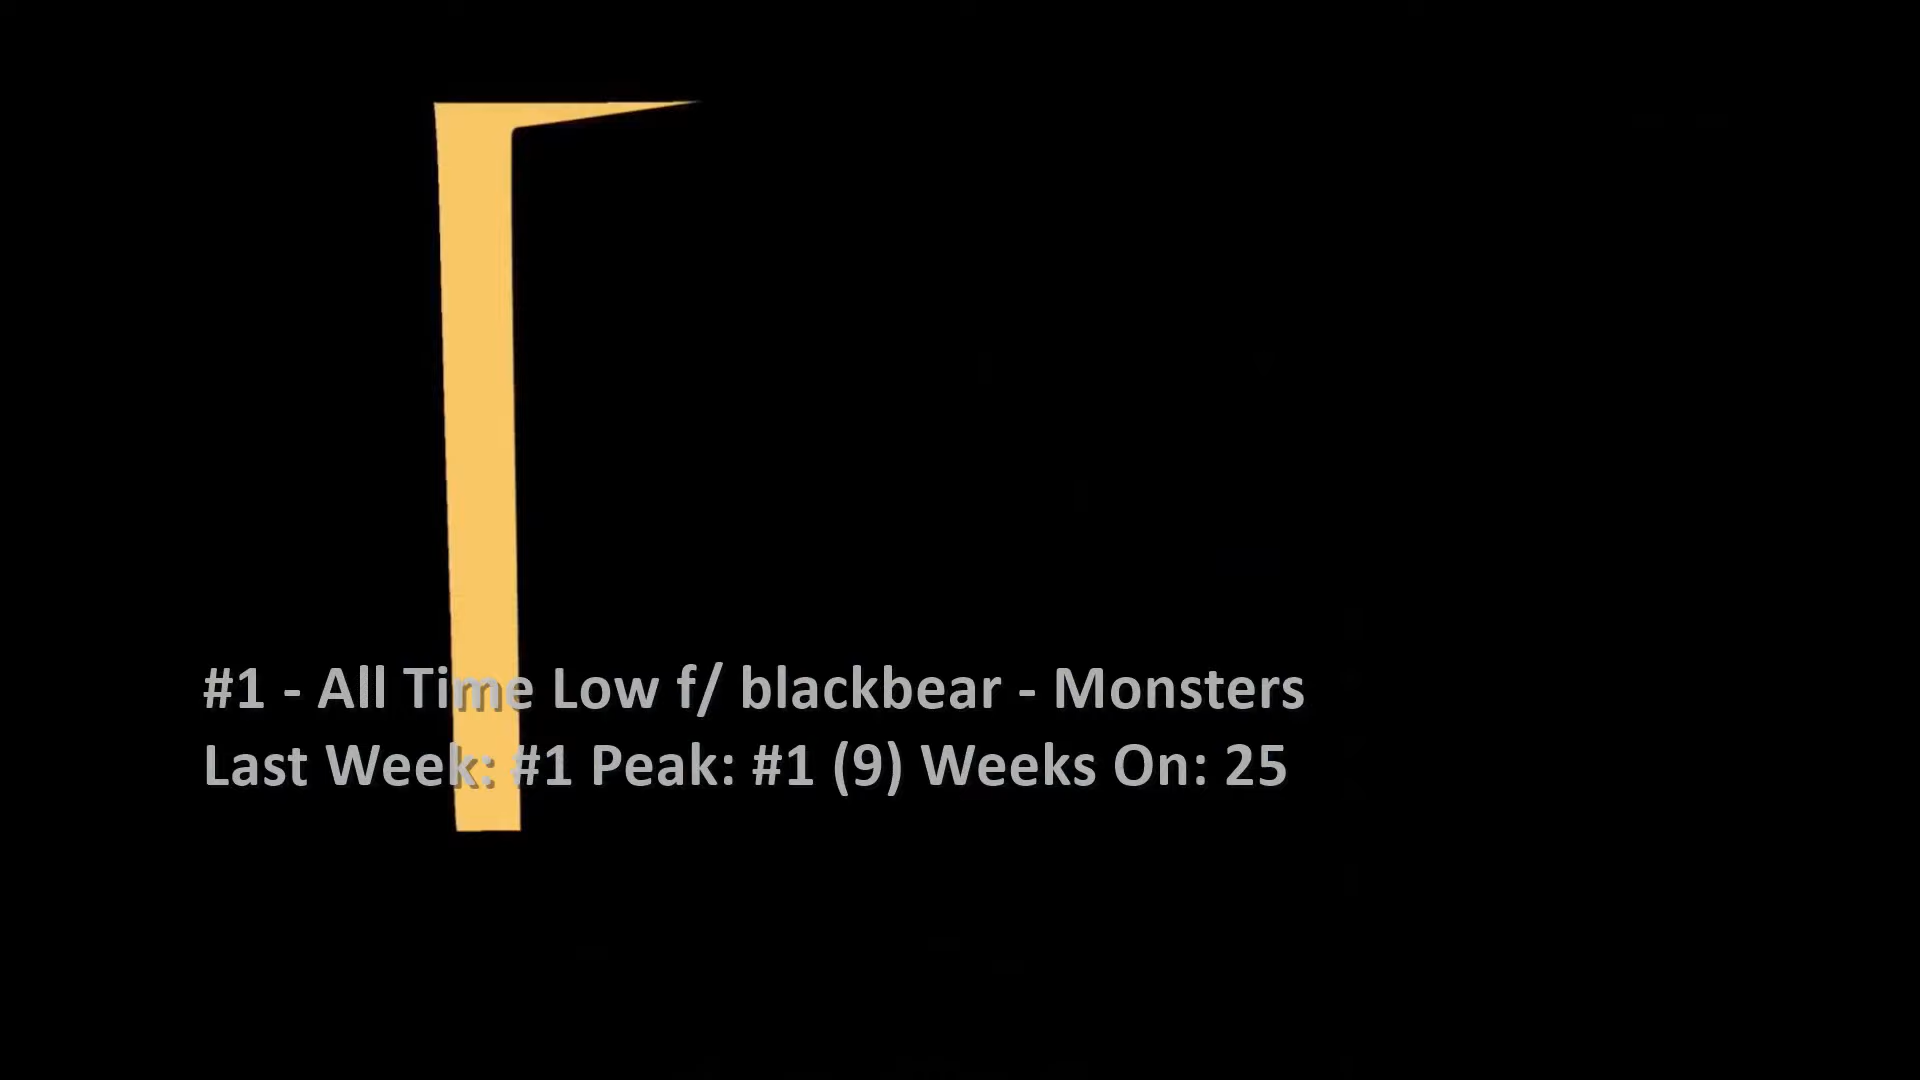 #1 - All Time Low f/ blackbear - Monsters
Last Week: #1 Peak: #1 (9) Weeks On: 25